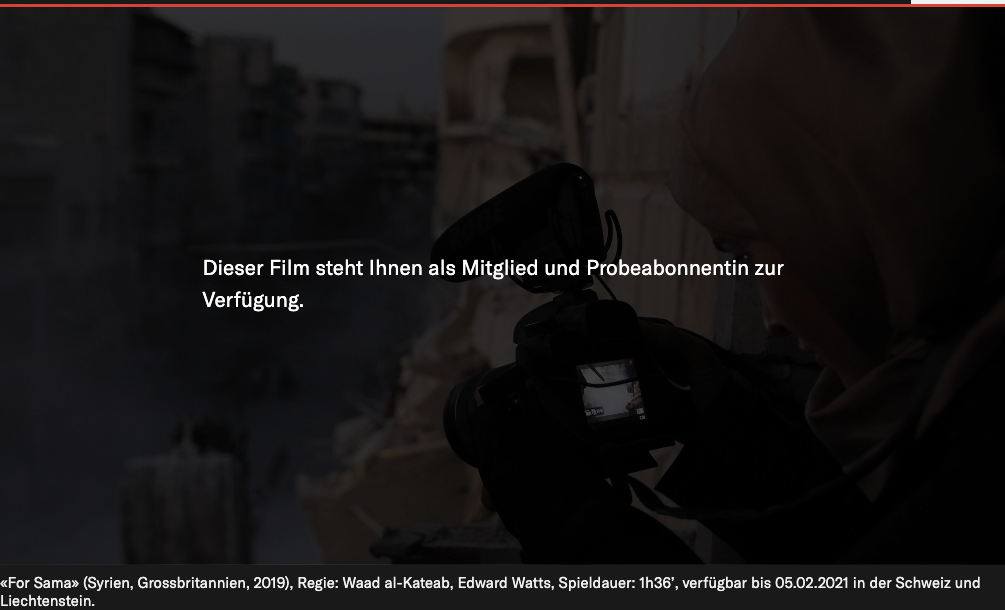 Dieser Film steht Ihnen als Mitglied und Probeabonnentin zur
Verfügung.
«For Sama» (Syrien, Grossbritannien, 2019), Regie: Waad al-Kateab, Edward Watts, Spieldauer: 1h36’, verfügbar bis 05.02.2021 in der Schweiz und
Liechtenstein.